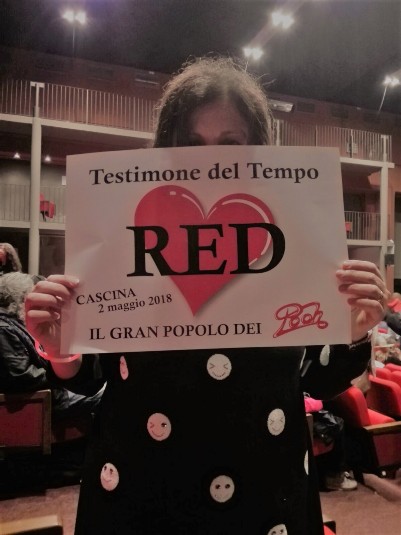 Testimone del Tempo
RED
CASCINA
2 maggio 2018
IL GRAN POPOLO DEI Pooh